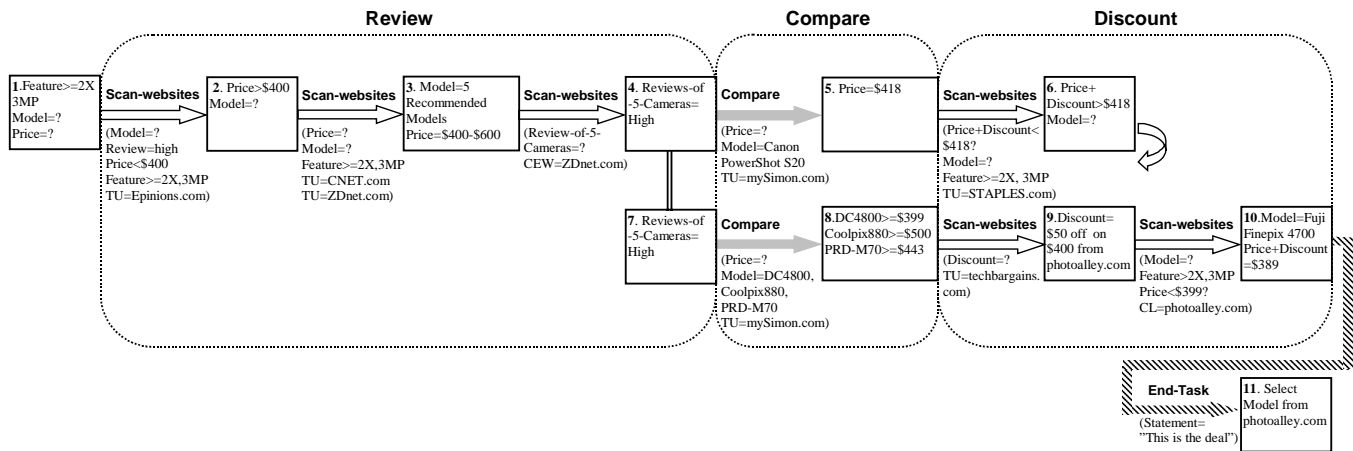 Review
Compare
Discount
1.Feature>=2X
3MP
Model=?
Price=?
Scan-websites
(Model=?
Review=high
Price<$400
Feature>=2X,3MP
TU=Epinions.com)
2. Price>$400
Model=?
Scan-websites
(Price=?
Model=?
Feature>=2X,3MP
TU=CNET.com
TU=ZDnet.com)
3. Model=5
Recommended
Models
Price=$400-$600
Scan-websites
(Review-of-5-
Cameras=?
CEW=ZDnet.com)
4. Reviews-of
-5-Cameras=
High
Compare
(Price=?
Model=Canon
PowerShot S20
TU=mySimon.com)
5. Price=$418
Scan-websites
(Price+Discount<
$418?
Model=?
Feature>=2X, 3MP
TU=STAPLES.com)
6. Price+
Discount>$418
Model=?
7. Reviews-of
-5-Cameras=
High
Compare
(Price=?
Model=DC4800,
Coolpix880,
PRD-M70
TU=mySimon.com)
8.DC4800>=$399
Coolpix880>=$500
PRD-M70>=$443
Scan-websites
(Discount=?
TU=techbargains.
com)
9.Discount=
$50 off on
$400 from
photoalley.com
Scan-websites
(Model=?
Feature>2X,3MP
Price<$399?
CL=photoalley.com)
10.Model=Fuji
Finepix 4700
Price+Discount
=$389
End-Task
(Statement=
"This is the deal")
11. Select
Model from
photoalley.com